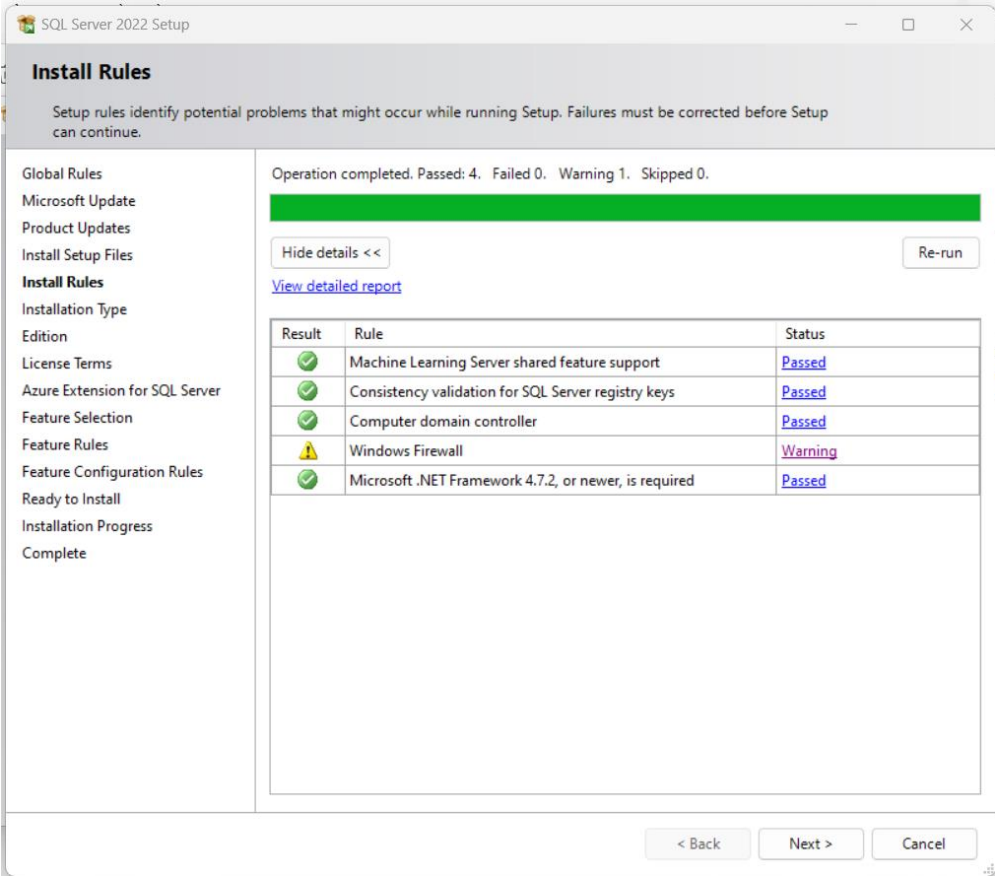 SQL Server 2022 Setup
Install Rules
Setup rules identify potential problems that might occur while running Setup. Failures must be corrected before Setup
can continue.
Global Rules
Microsoft Update
Product Updates
Install Setup Files
Install Rules
Installation Type
Edition
License Terms
Azure Extension for SQL Server
Feature Selection
Feature Rules
Feature Configuration Rules
Ready to Install
Installation Progress
Complete
Operation completed. Passed: 4.   Failed 0.   Warning 1.   Skipped 0.
Hide details <<
Re-run
View detailed report
Result Rule Status
Machine Learning Server shared feature support Passed
Consistency validation for SQL Server registry keys Passed
Computer domain controller Passed
Windows Firewall Warning
Microsoft .NET Framework 4.7.2, or newer, is required Passed
< Back Next > Cancel